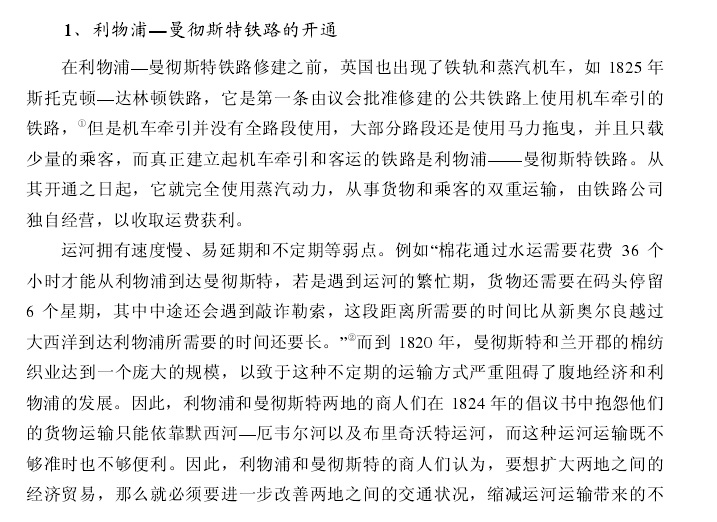 1、利物浦—曼彻斯特铁路的开通
在利物浦—曼彻斯特铁路修建之前，英国也出现了铁轨和蒸汽机车，如 1825 年
斯托克顿—达林顿铁路，它是第一条由议会批准修建的公共铁路上使用机车牵引的
铁路，①但是机车牵引并没有全路段使用，大部分路段还是使用马力拖曳，并且只载
少量的乘客，而真正建立起机车牵引和客运的铁路是利物浦——曼彻斯特铁路。从
其开通之日起，它就完全使用蒸汽动力，从事货物和乘客的双重运输，由铁路公司
独自经营，以收取运费获利。
运河拥有速度慢、易延期和不定期等弱点。例如“棉花通过水运需要花费 36 个
小时才能从利物浦到达曼彻斯特，若是遇到运河的繁忙期，货物还需要在码头停留
6 个星期，其中中途还会遇到敲诈勒索，这段距离所需要的时间比从新奥尔良越过
大西洋到达利物浦所需要的时间还要长。”②而到 1820 年，曼彻斯特和兰开郡的棉纺
织业达到一个庞大的规模，以致于这种不定期的运输方式严重阻碍了腹地经济和利
物浦的发展。因此，利物浦和曼彻斯特两地的商人们在 1824 年的倡议书中抱怨他们
的货物运输只能依靠默西河—厄韦尔河以及布里奇沃特运河，而这种运河运输既不
够准时也不够便利。因此，利物浦和曼彻斯特的商人们认为，要想扩大两地之间的
经济贸易，那么就必须要进一步改善两地之间的交通状况，缩减运河运输带来的不